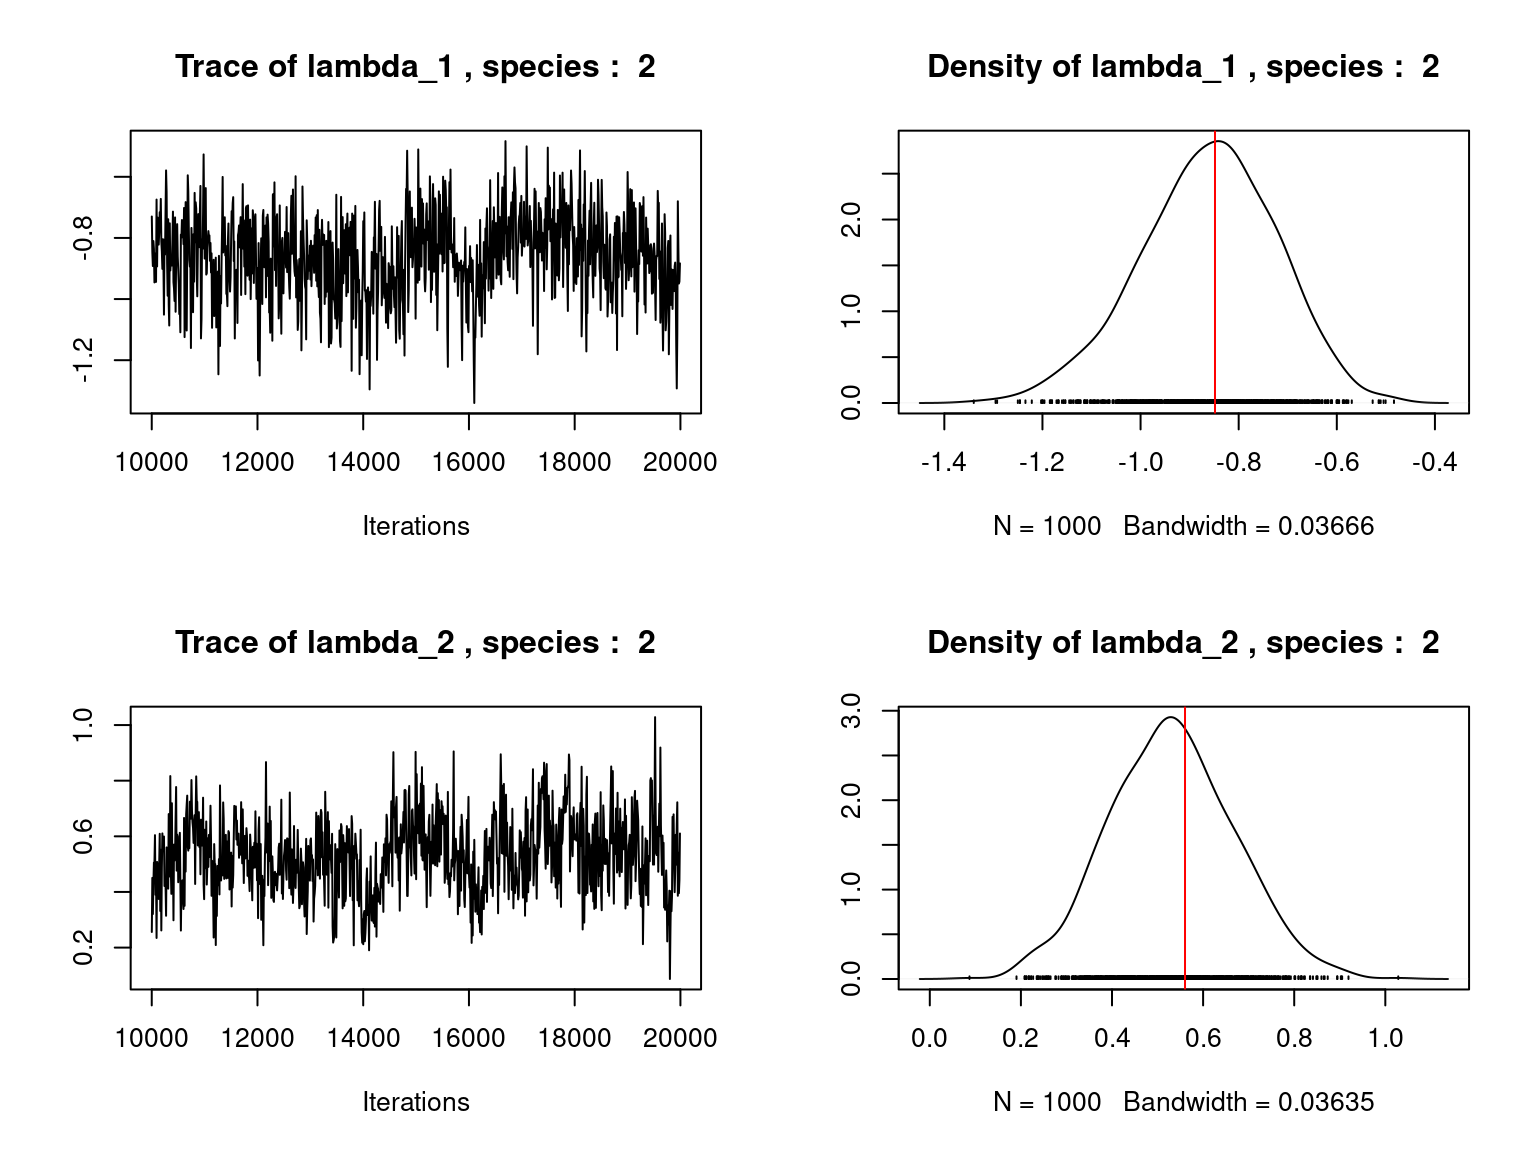 Trace of lambda_1 , species :  2
-0.8
-1.2
10000 12000 14000 16000 18000 20000
Iterations
Density of lambda_1 , species :  2
2.0
1.0
0.0
-1.4 -1.2 -1.0 -0.8 -0.6 -0.4
N = 1000   Bandwidth = 0.03666
Trace of lambda_2 , species :  2
1.0
0.6
0.2
10000 12000 14000 16000 18000 20000
Iterations
Density of lambda_2 , species :  2
3.0
2.0
1.0
0.0
0.0 0.2 0.4 0.6 0.8 1.0
N = 1000   Bandwidth = 0.03635